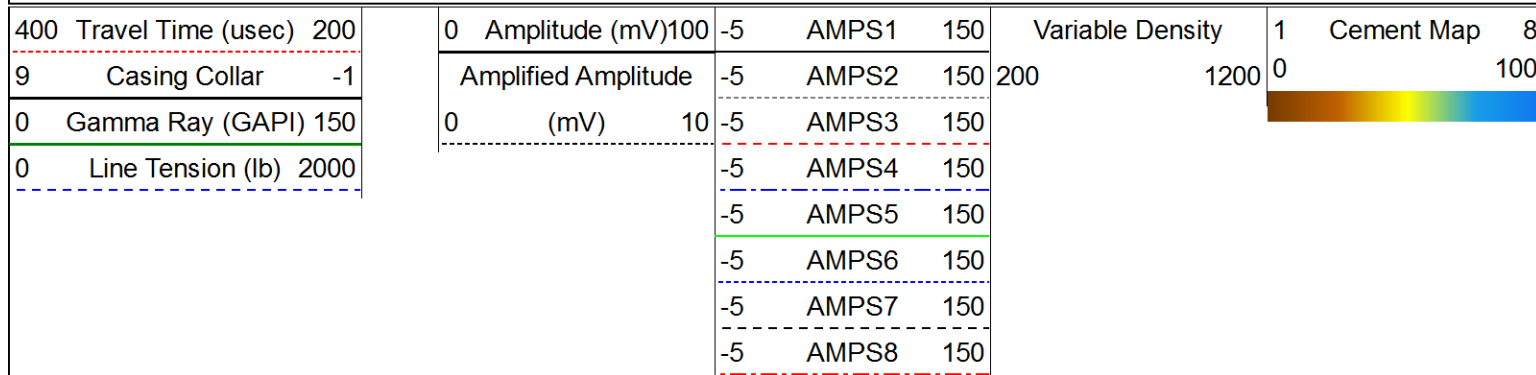 400 Travel Time (usec) 200
9 Casing Collar -1
0 Gamma Ray (GAPI) 150
0 Line Tension (lb) 2000
0 Amplitude (mV)100
Amplified Amplitude
0 (mV) 10
-5 AMPS1 150
-5 AMPS2 150
-5 AMPS3 150
-5 AMPS4 150
-5 AMPS5 150
-5 AMPS6 150
-5 AMPS7 150
-5 AMPS8 150
Variable Density
200 1200
1 Cement Map 8
0 100